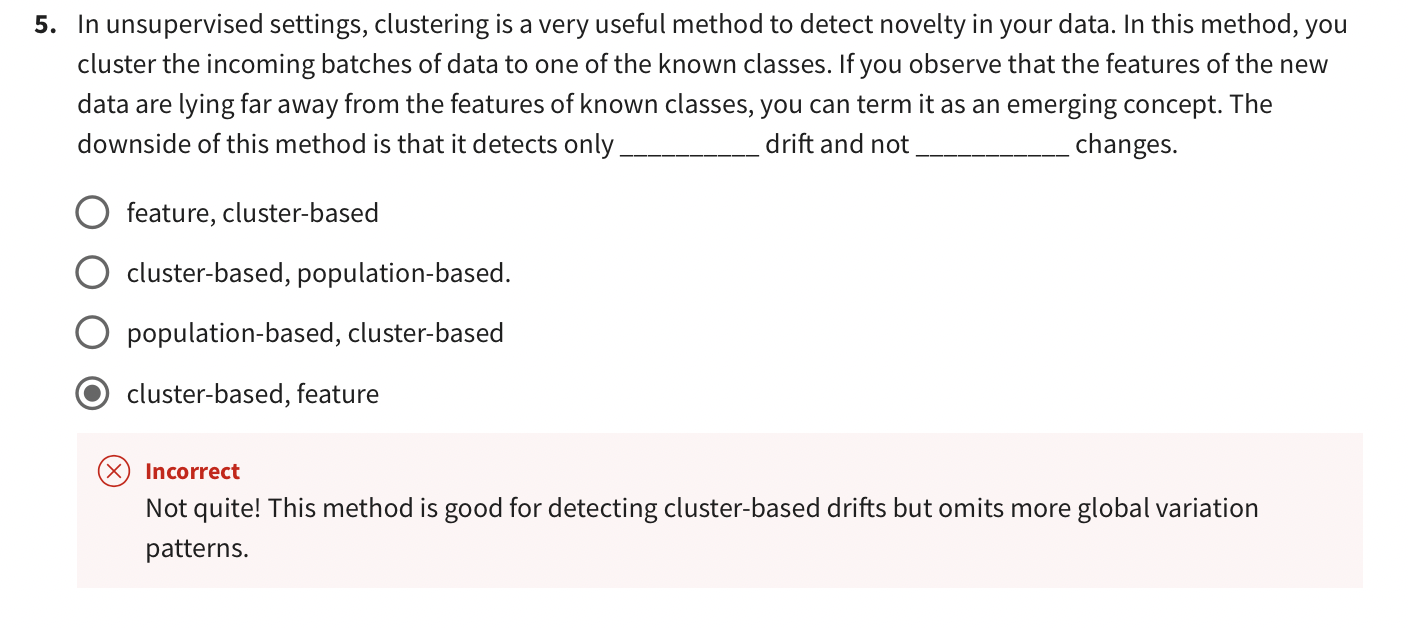 5. In unsupervised settings, clustering is a very useful method to detect novelty in your data. In this method, you
cluster the incoming batches of data to one of the known classes. If you observe that the features of the new
data are lying far away from the features of known classes, you can term it as an emerging concept. The
downside of this method is that it detects only __________ drift and not ___________ changes.
feature, cluster-based
cluster-based, population-based.
population-based, cluster-based
cluster-based, feature
Incorrect
Not quite! This method is good for detecting cluster-based drifts but omits more global variation
patterns.